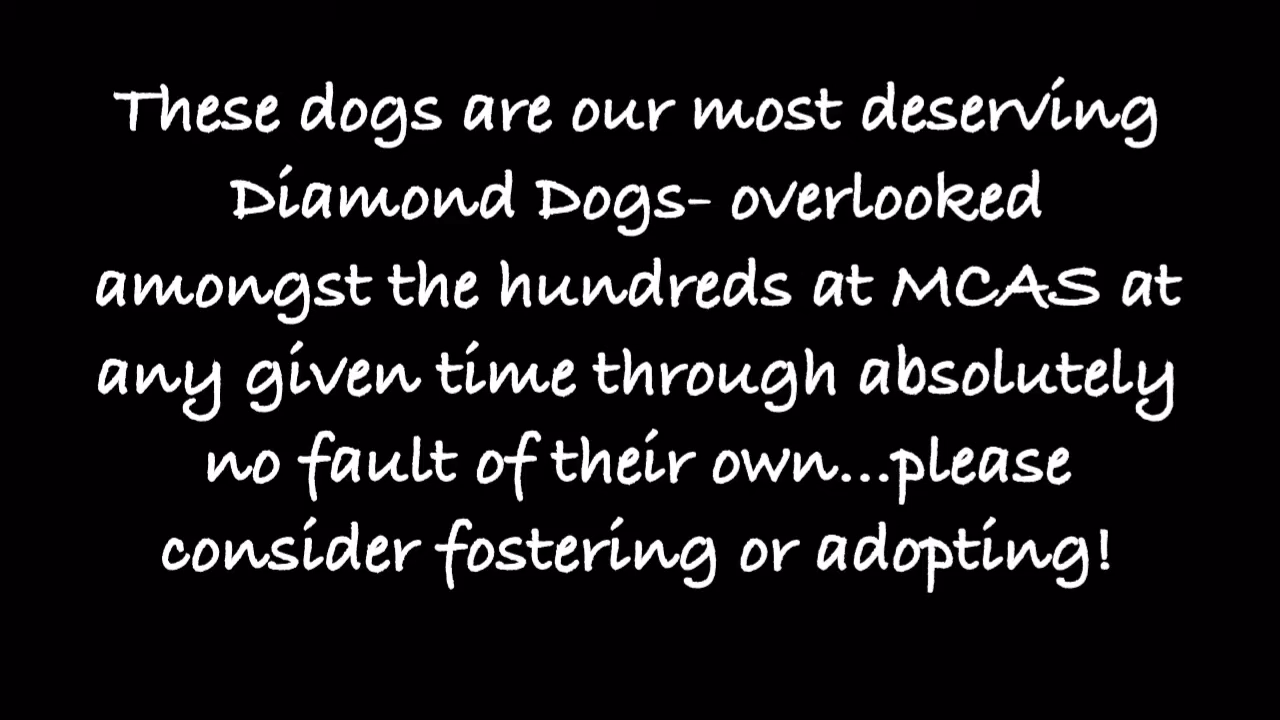 These dogs are our most deserving
Diamond Dogs- overlooked
amongst the hundreds at MCAS at
any given time through absolutely
no fault of their own...please
consider fostering or adopting!